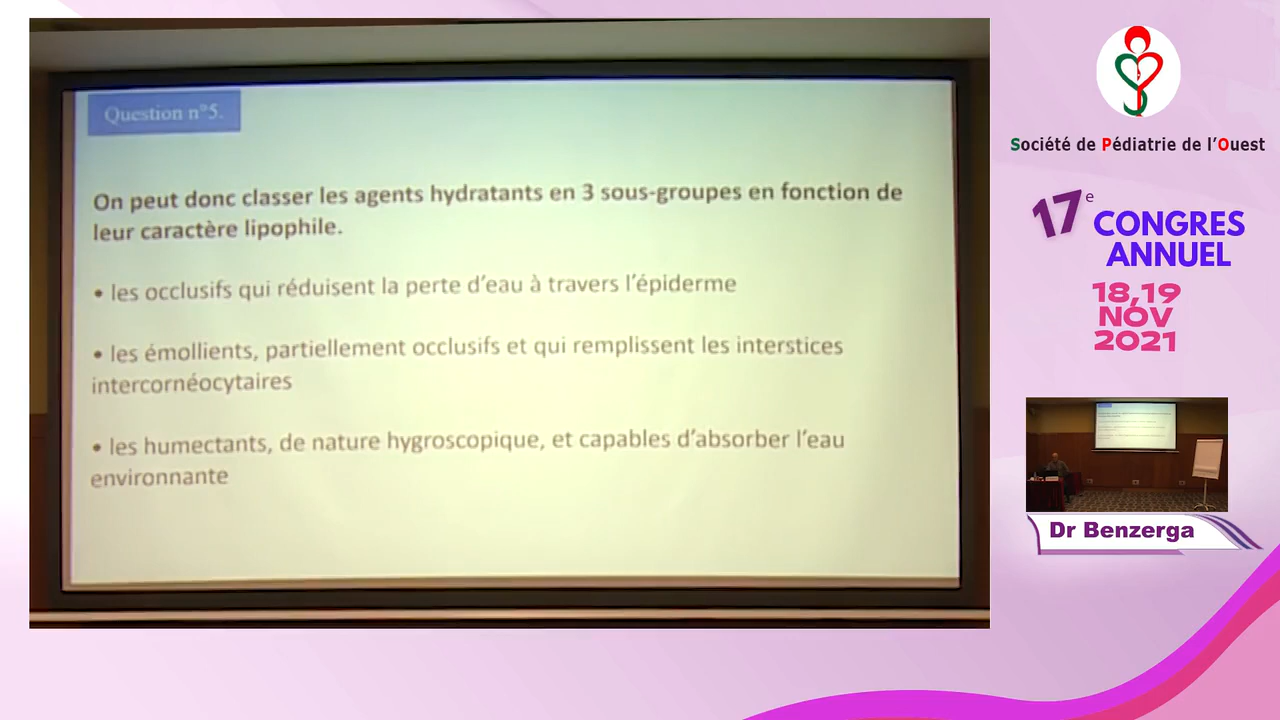 Question n°5.
On peut donc classer les agents hydratants en 3 sous-groupes en fonction de
leur caractère lipophile.
• les occlusifs qui réduisent la perte d'eau à travers l'épiderme
• les émollients, partiellement occlusifs et qui remplissent les interstices
intercornéocytaires
• les humectants, de nature hygroscopique, et capables d'absorber l'eau
environnante
Société de Pédiatrie de l'Ouest
17e
CONGRES
ANNUEL
18,19
NOV
2021
Dr Benzerga